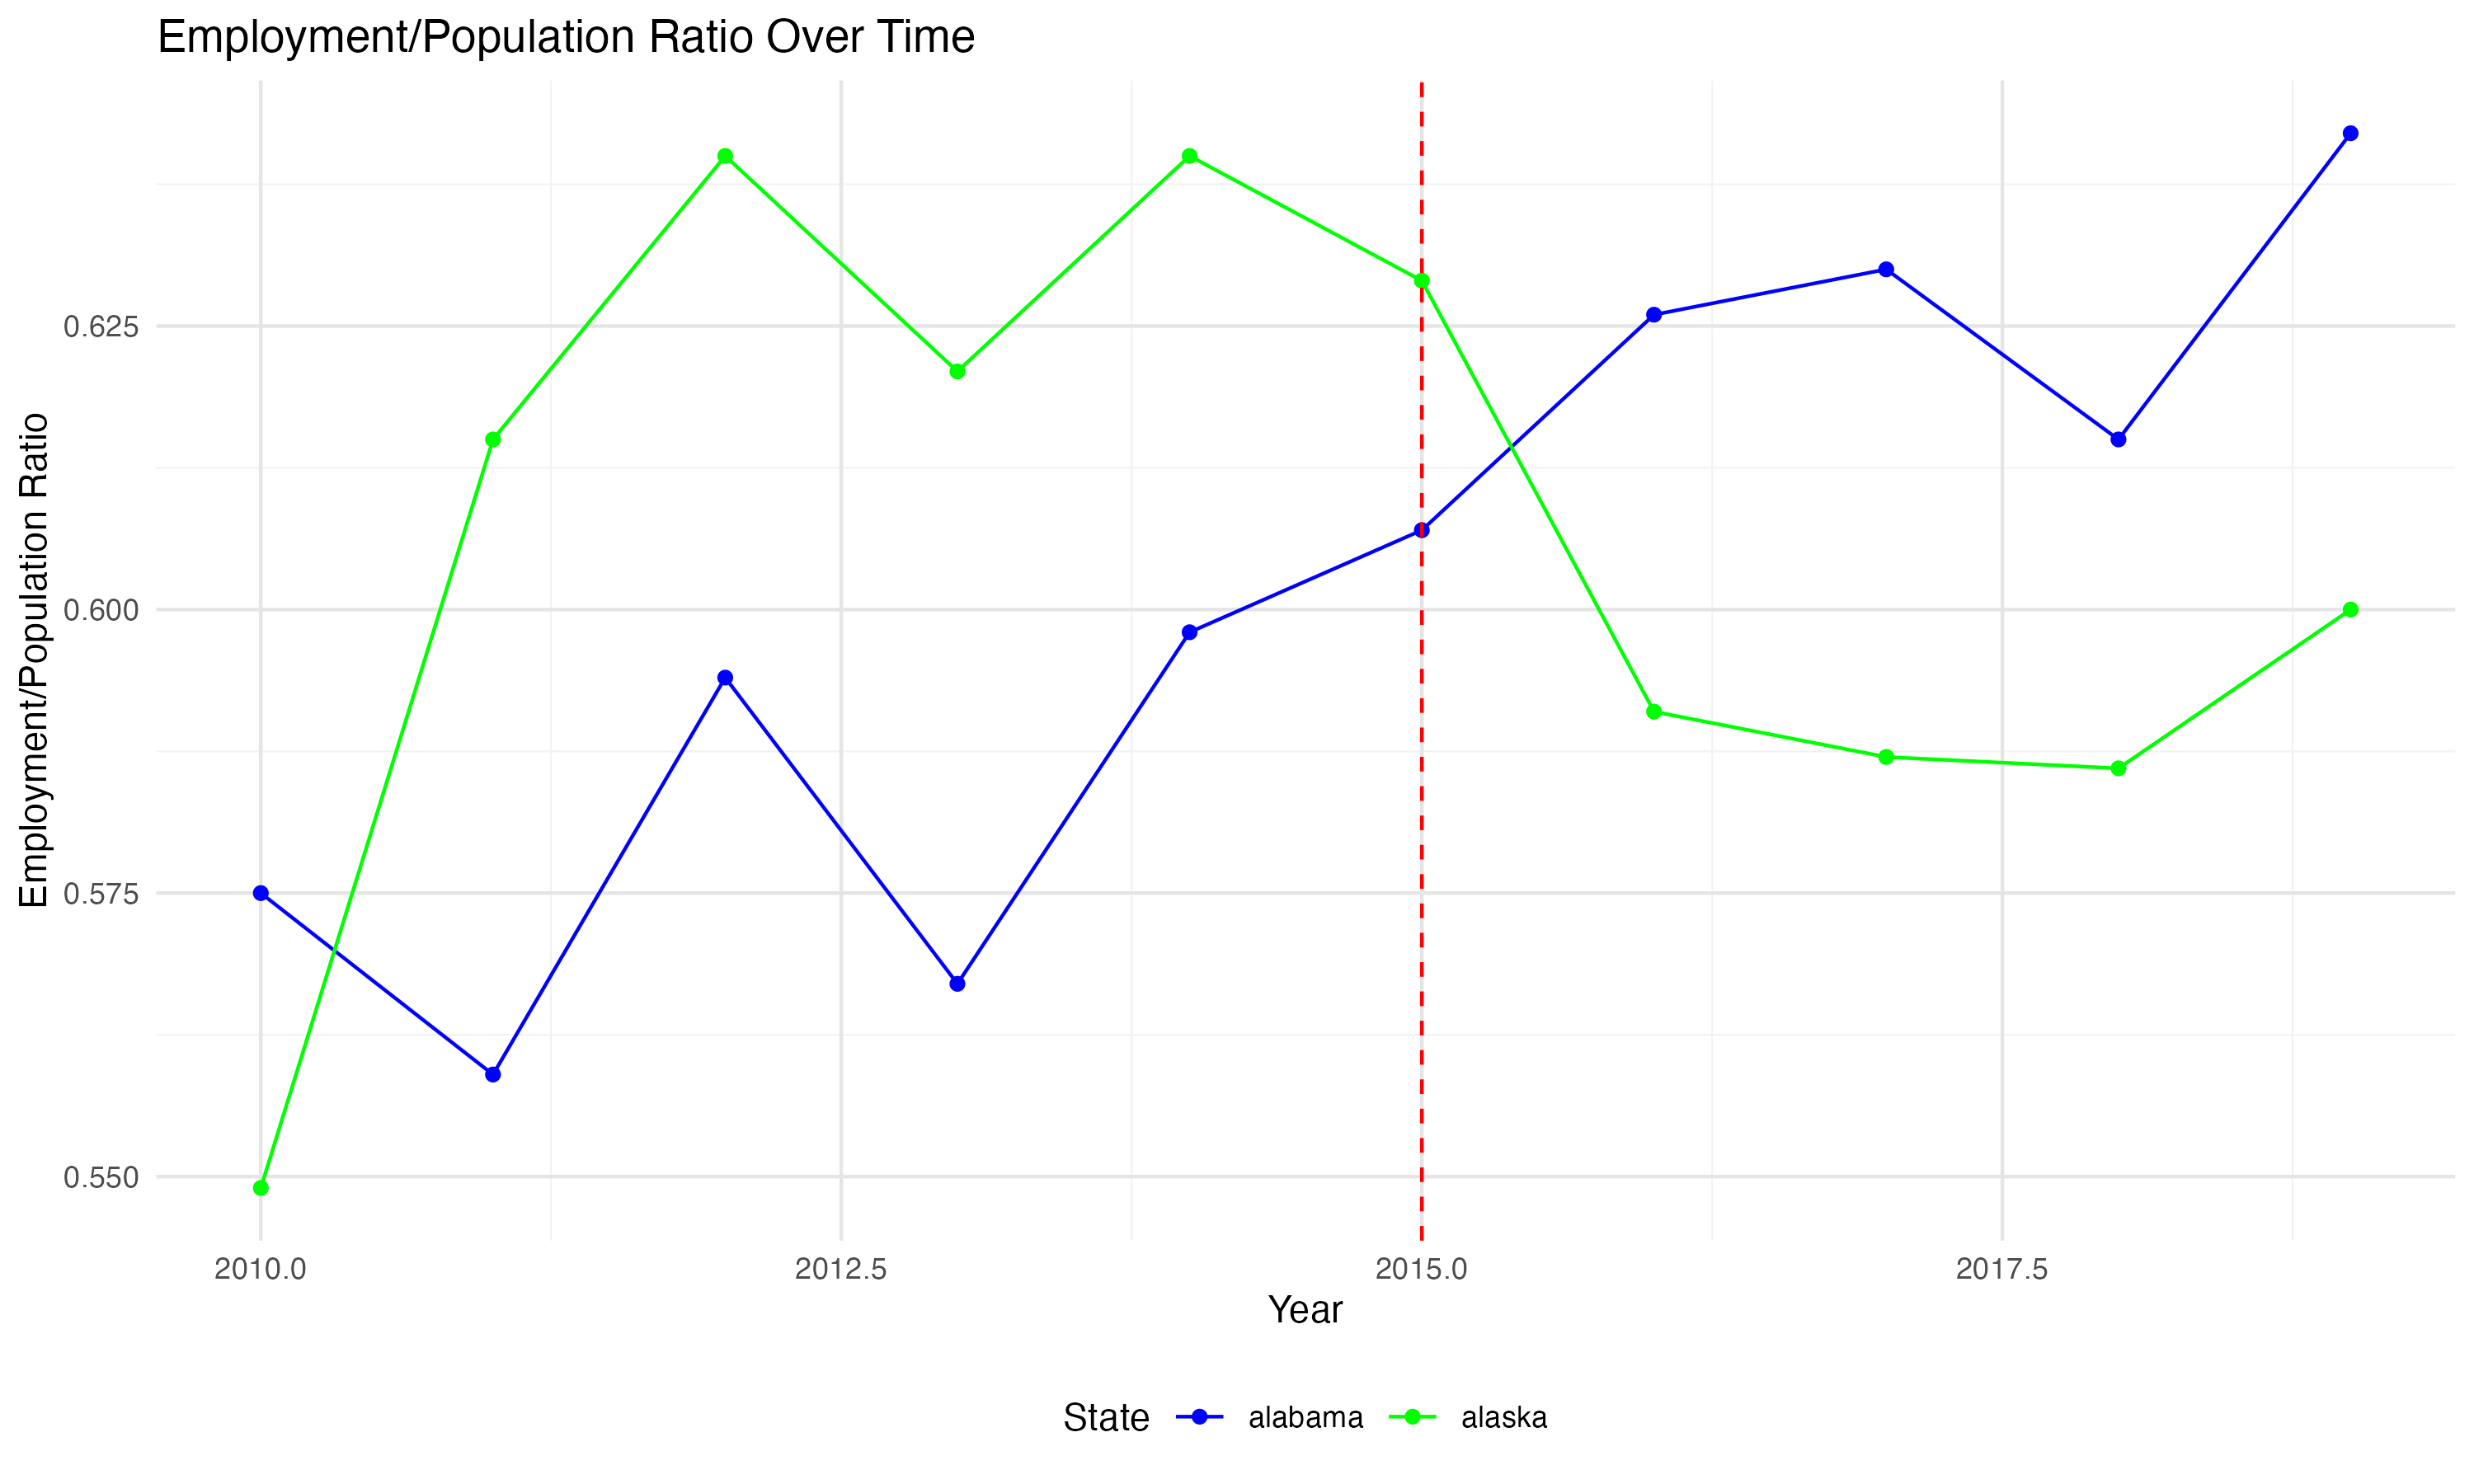 Employment/Population Ratio Over Time
Employment/Population Ratio
0.625
0.600
0.575
0.550
2010.0 2012.5 2015.0 2017.5
Year
State alabama alaska